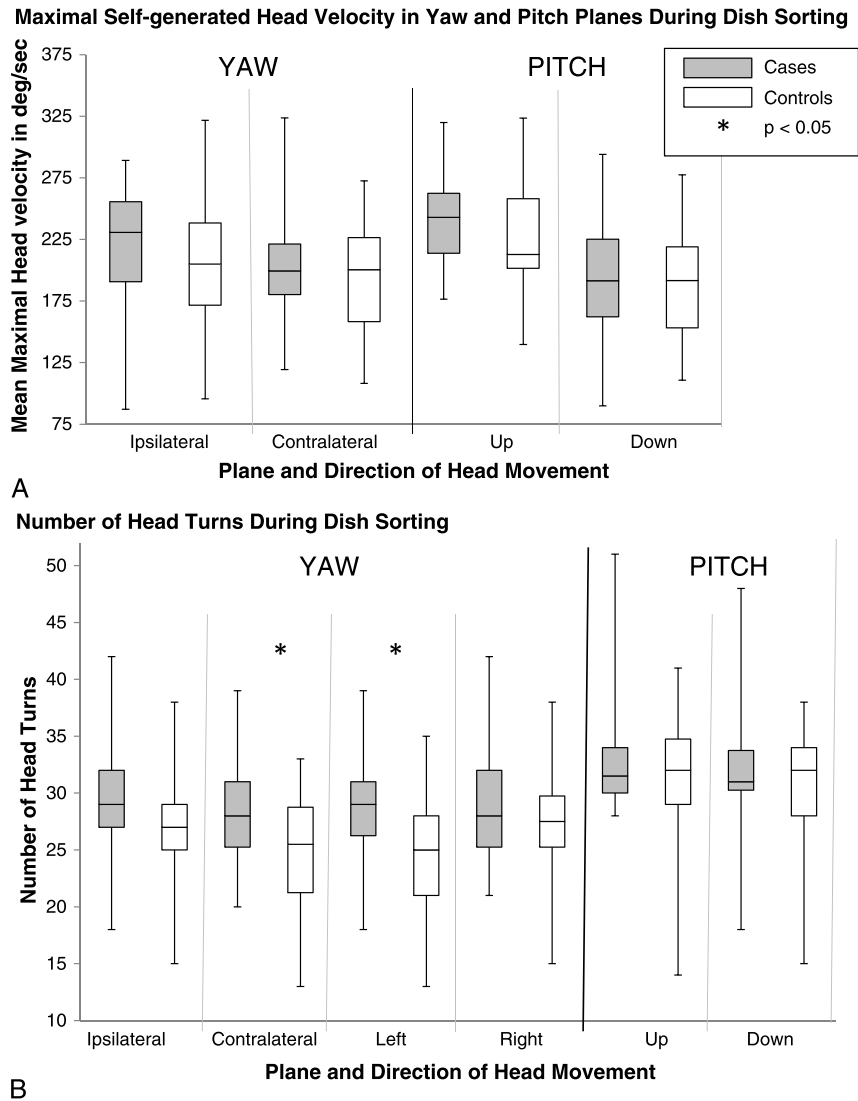 Maximal Self-generated Head Velocity in Yaw and Pitch Planes During Dish Sorting
Mean Maximal Head velocity in deg/sec
375
325
275
225
175
125
75
YAW
PITCH
Cases
Controls
* p < 0.05
Ipsilateral Contralateral Up Down
Plane and Direction of Head Movement
A
Number of Head Turns During Dish Sorting
Number of Head Turns
50
45
40
35
30
25
20
15
10
YAW
PITCH
* *
Ipsilateral Contralateral Left Right Up Down
Plane and Direction of Head Movement
B